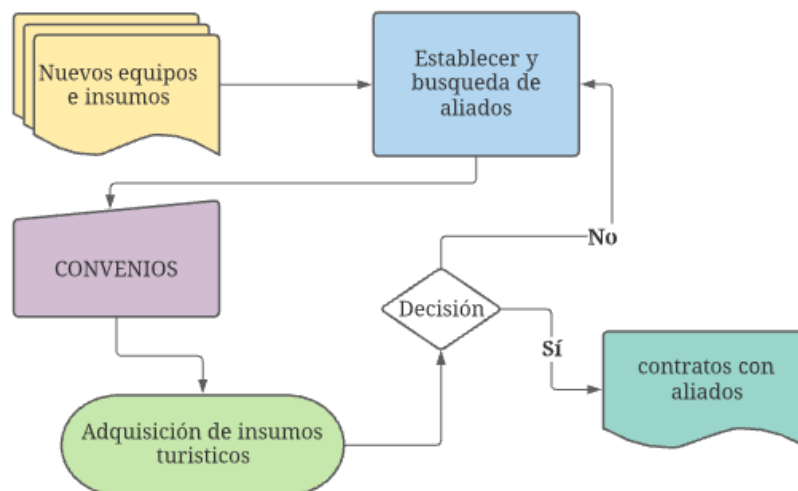 Nuevos equipos
e insumos
Establecer y
busqueda de
aliados
CONVENIOS
Adquisición de insumos
turisticos
Decisión
No
Sí
contratos con
aliados